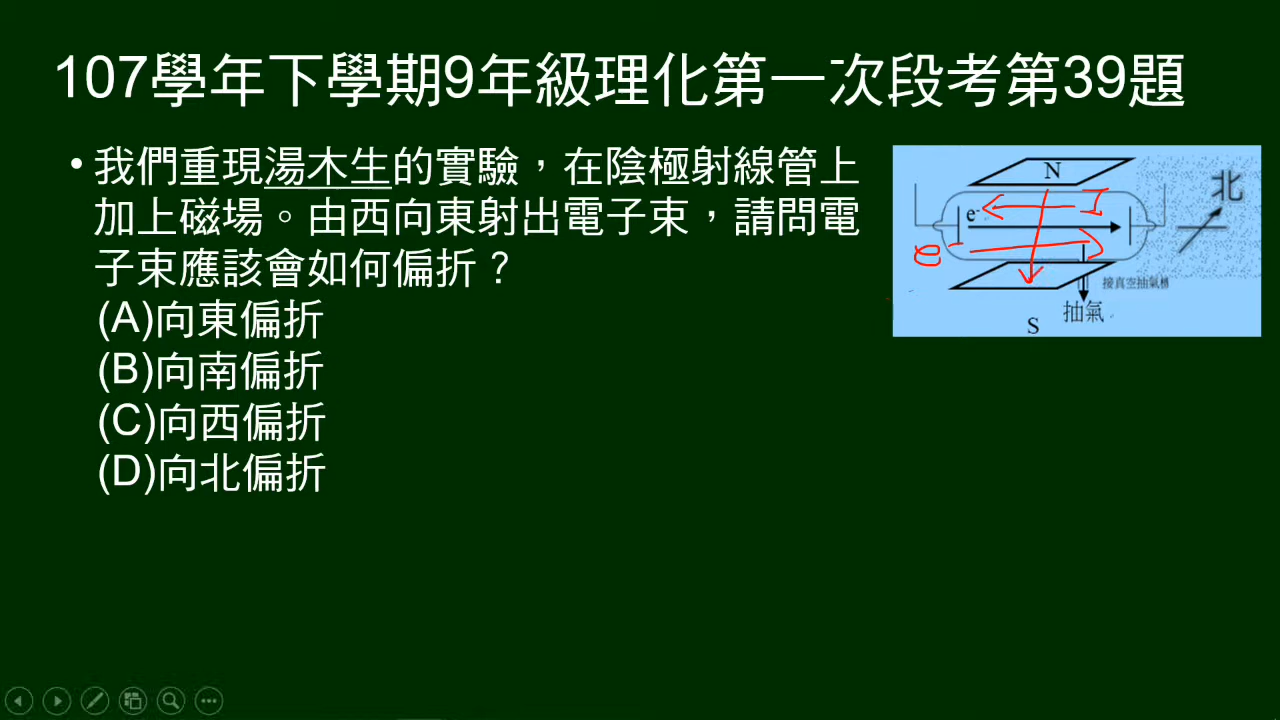 107學年下學期9年級理化第一次段考第39題
•我們重現湯木生的實驗，在陰極射線管上
加上磁場。由西向東射出電子束，請問電
子束應該會如何偏折？
(A)向東偏折
(B)向南偏折
(C)向西偏折
(D)向北偏折
N
北
e⁻
I
e⁻
接真空抽氣機
抽氣
S